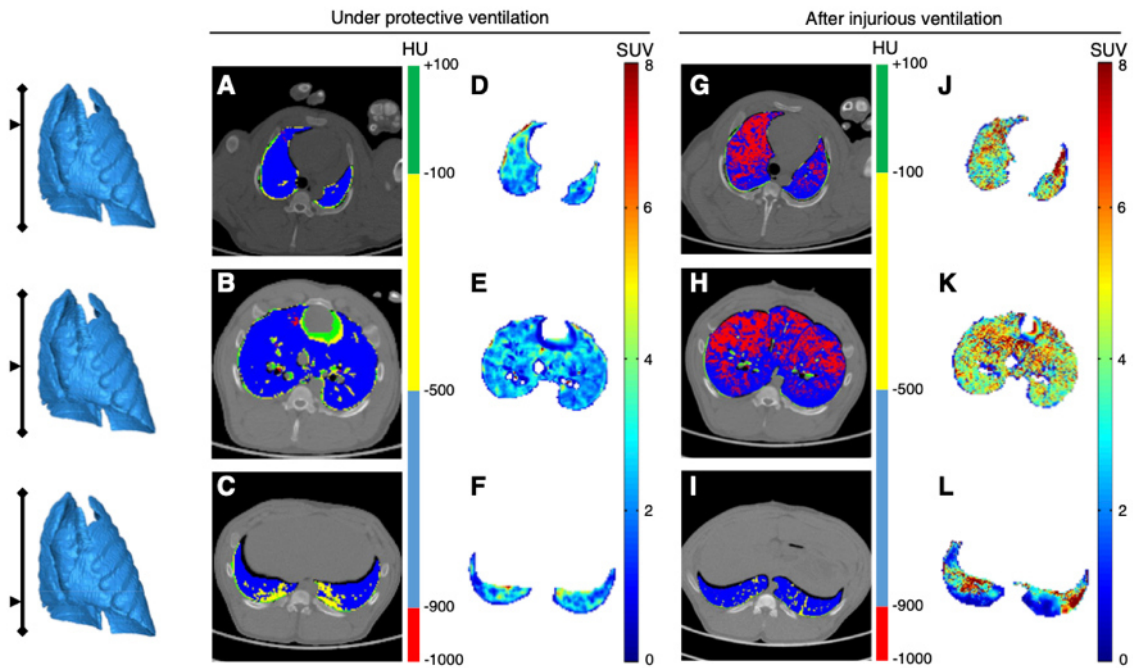 Under protective ventilation
After injurious ventilation
HU
SUV
HU
SUV
A
+100
D
8
G
+100
J
8
-100
-100
6
6
B
E
H
K
4
4
-500
-500
C
F
I
L
2
2
-900
-900
-1000
0
-1000
0